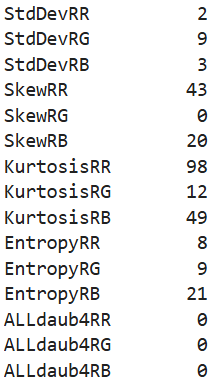 StdDevRR 2
StdDevRG 9
StdDevRB 3
SkewRR 43
SkewRG 0
SkewRB 20
KurtosisRR 98
KurtosisRG 12
KurtosisRB 49
EntropyRR 8
EntropyRG 9
EntropyRB 21
ALLdaub4RR 0
ALLdaub4RG 0
ALLdaub4RB 0